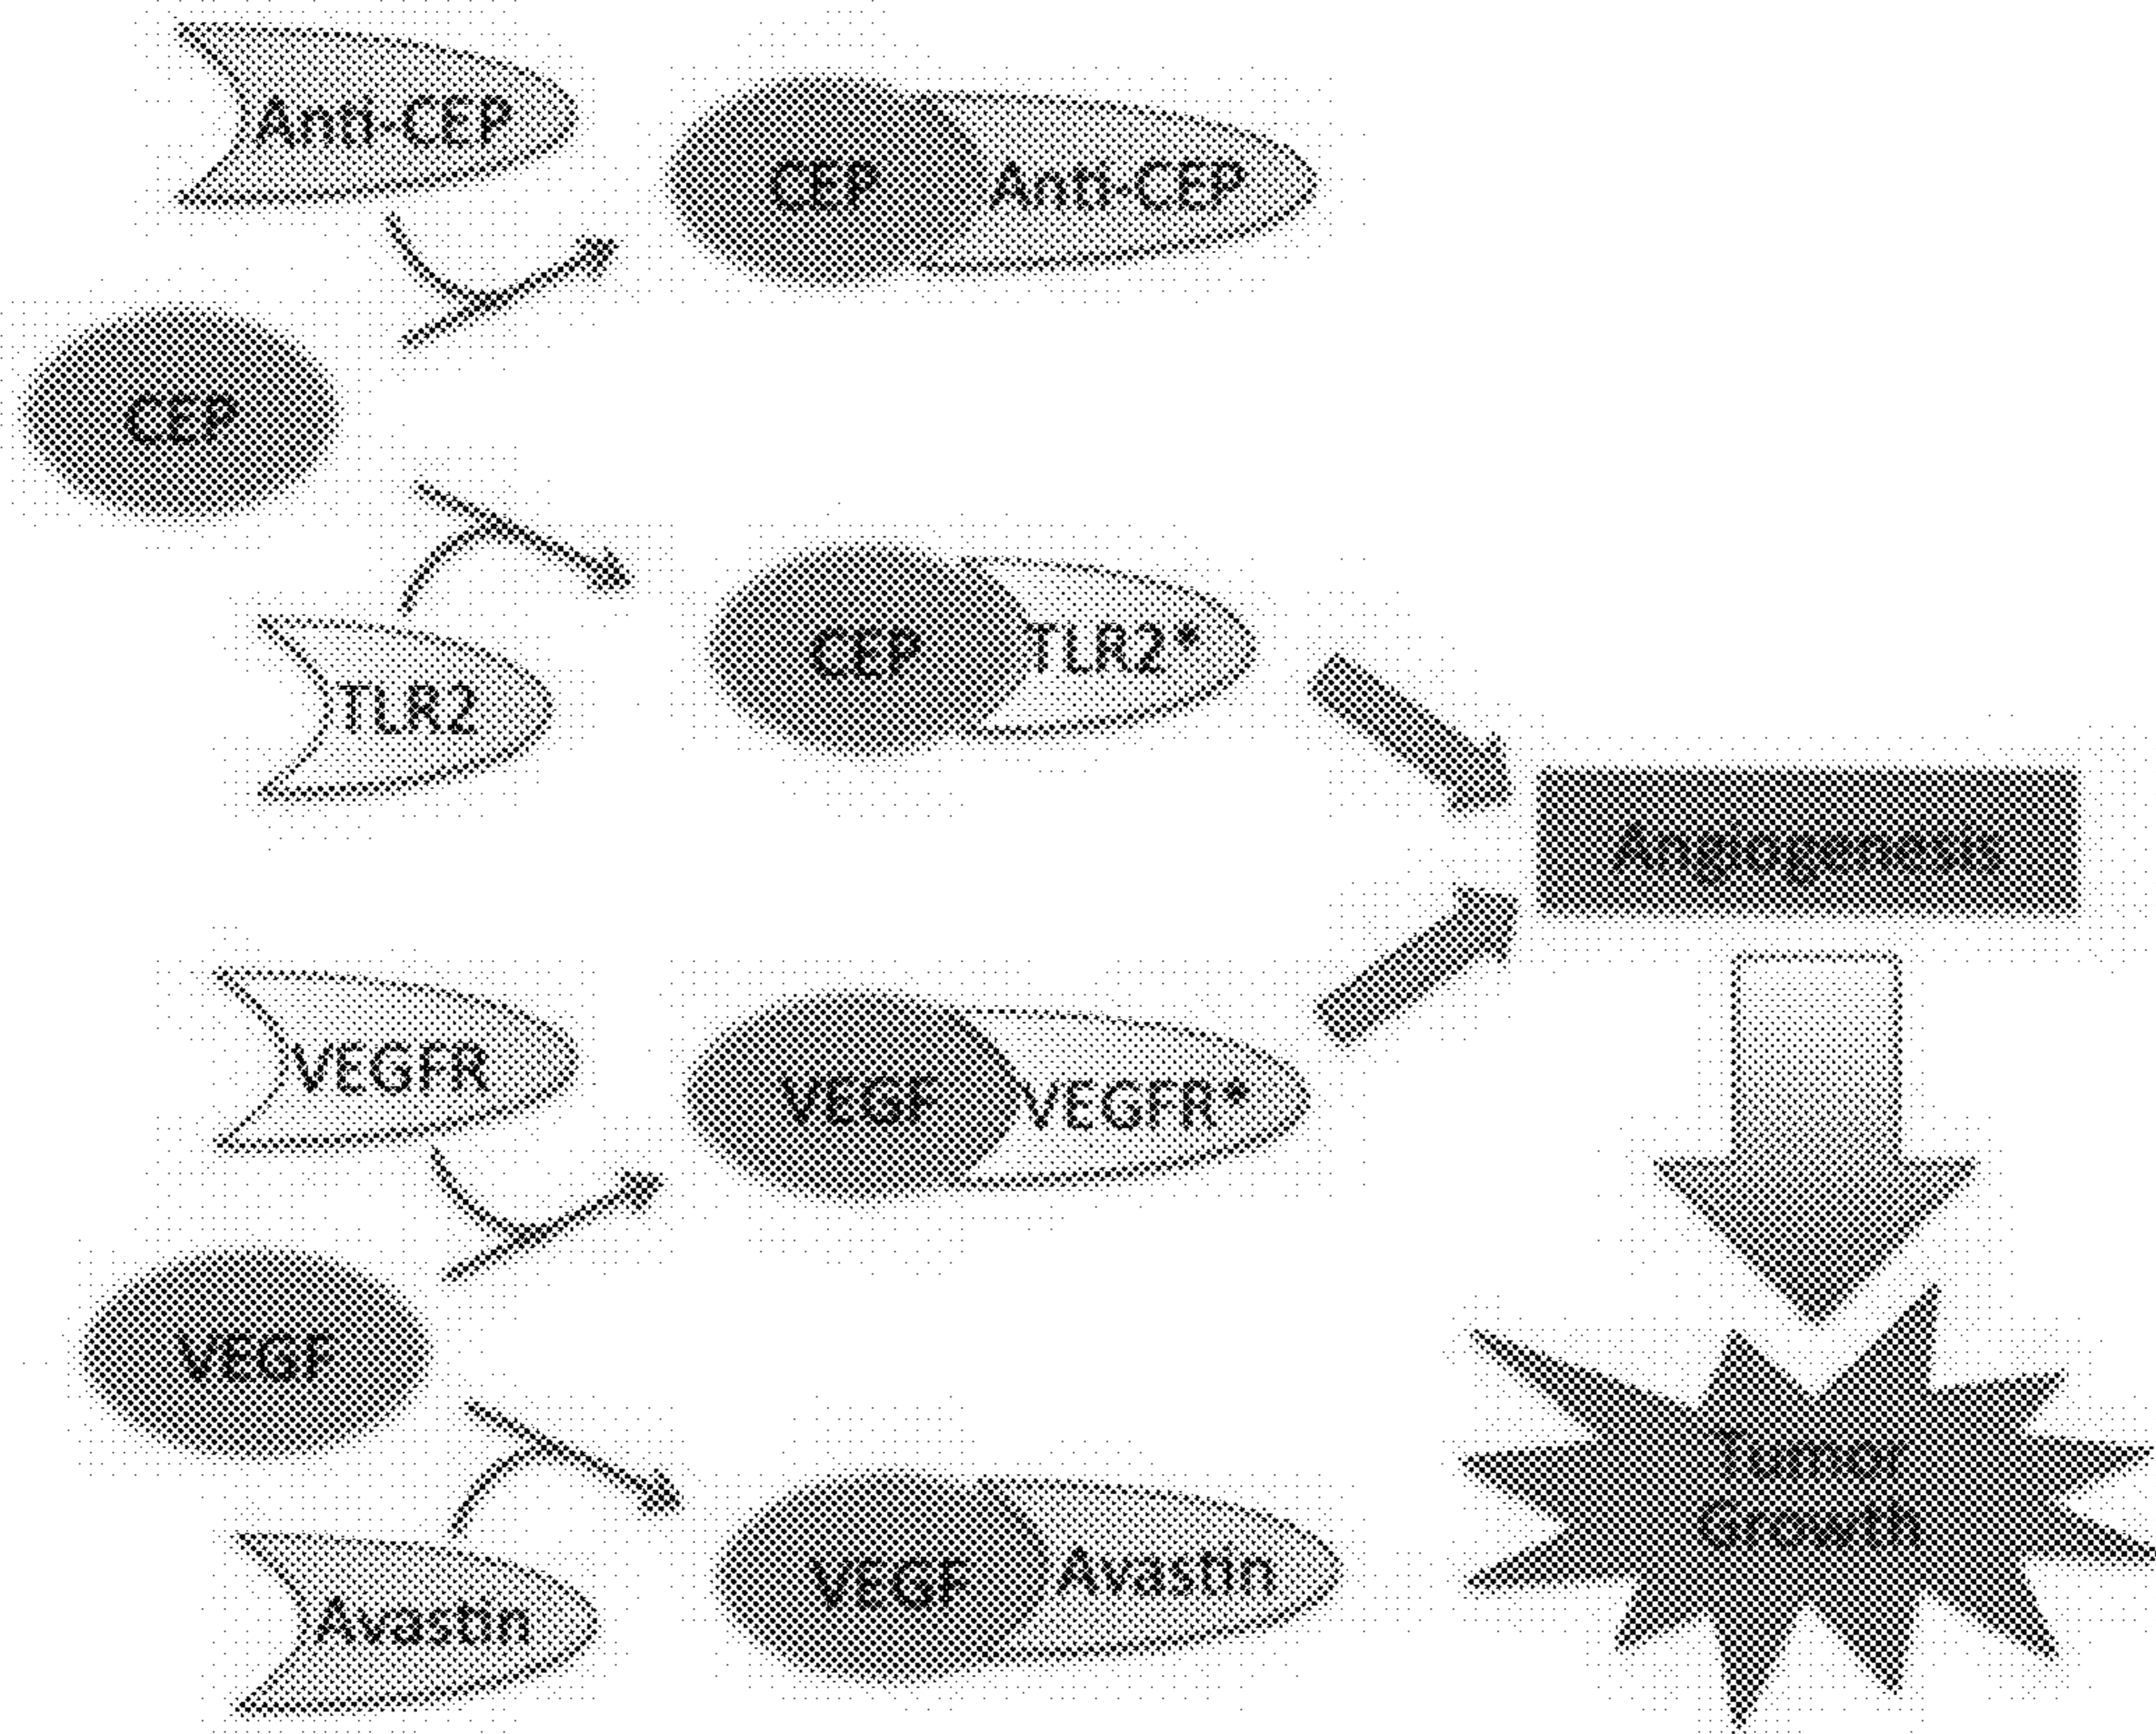 Anti-CEP
CEP Anti-CEP
CEP
CEP TLR2*
TLR2
Angiogenesis
VEGFR
VEGF VEGFR*
VEGF
Tumor
Growth
VEGF Avastin
Avastin